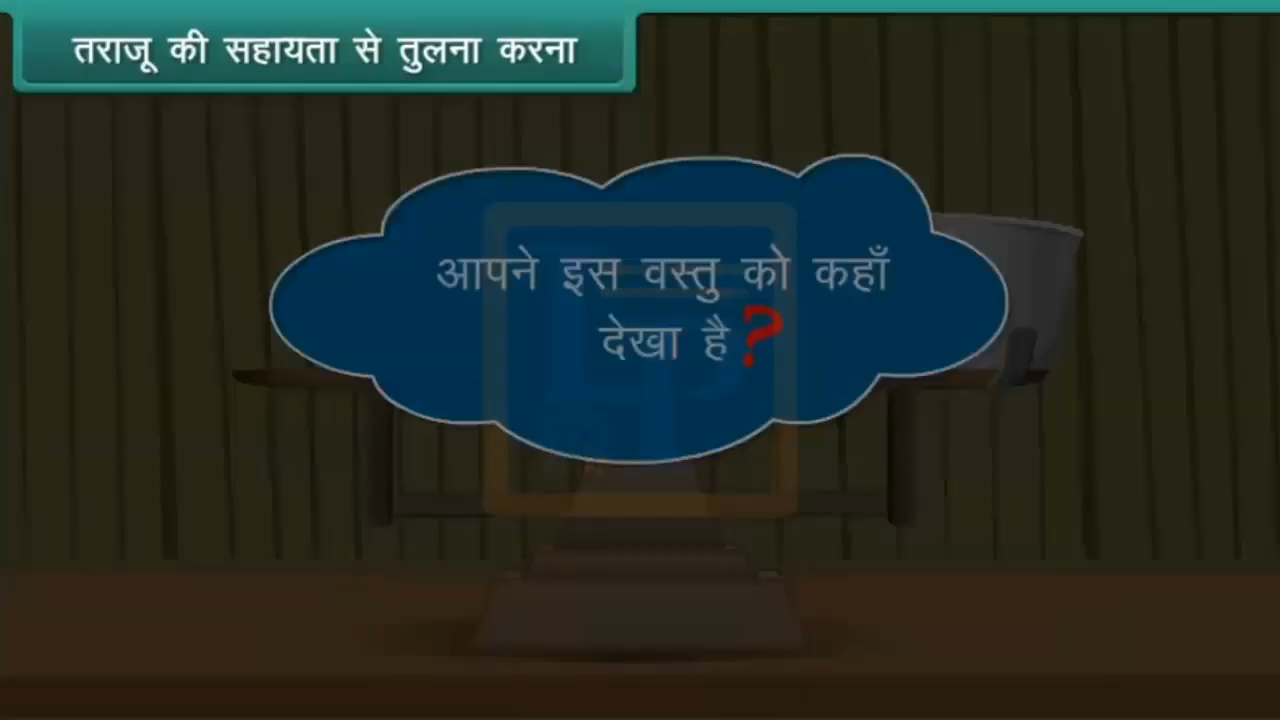 तराजू की सहायता से तुलना करना
आपने इस वस्तु को कहाँ
देखा है?